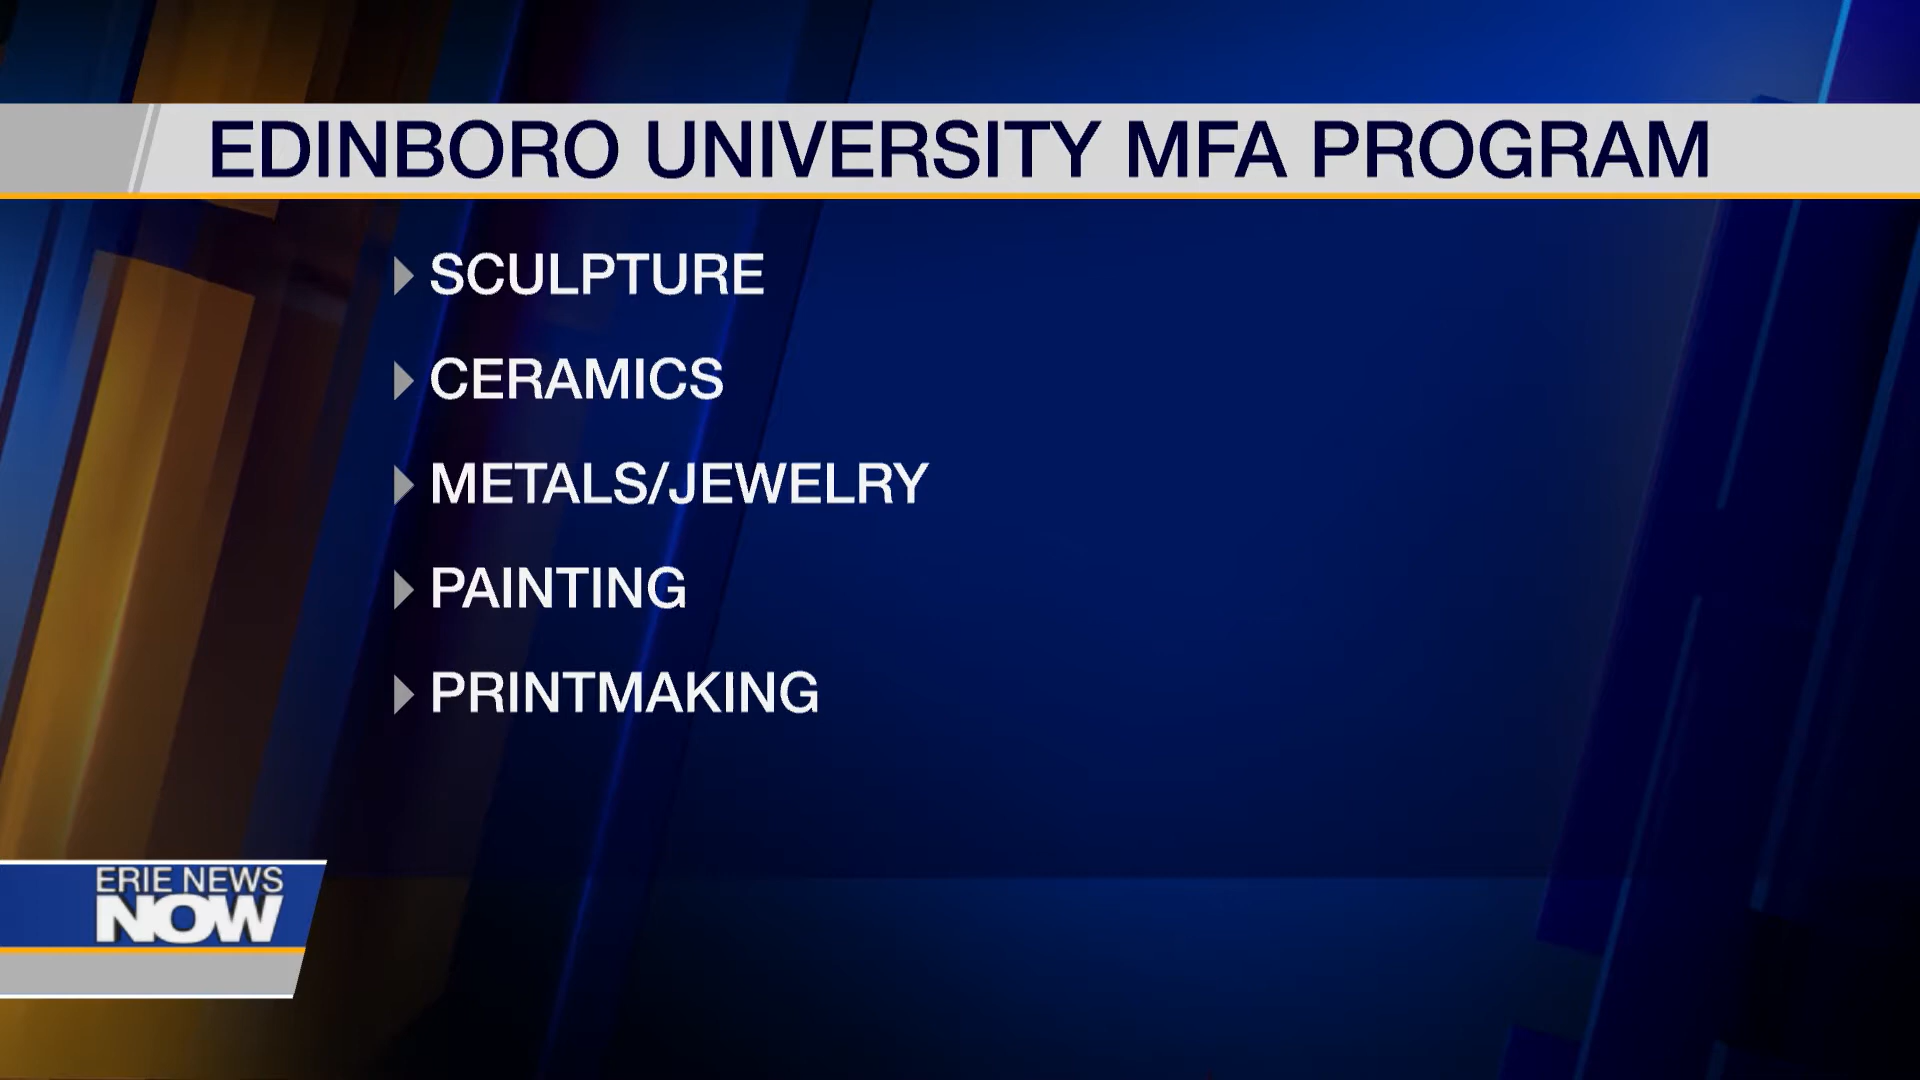 EDINBORO UNIVERSITY MFA PROGRAM
SCULPTURE
CERAMICS
METALS/JEWELRY
PAINTING
PRINTMAKING
ERIE NEWS
NOW